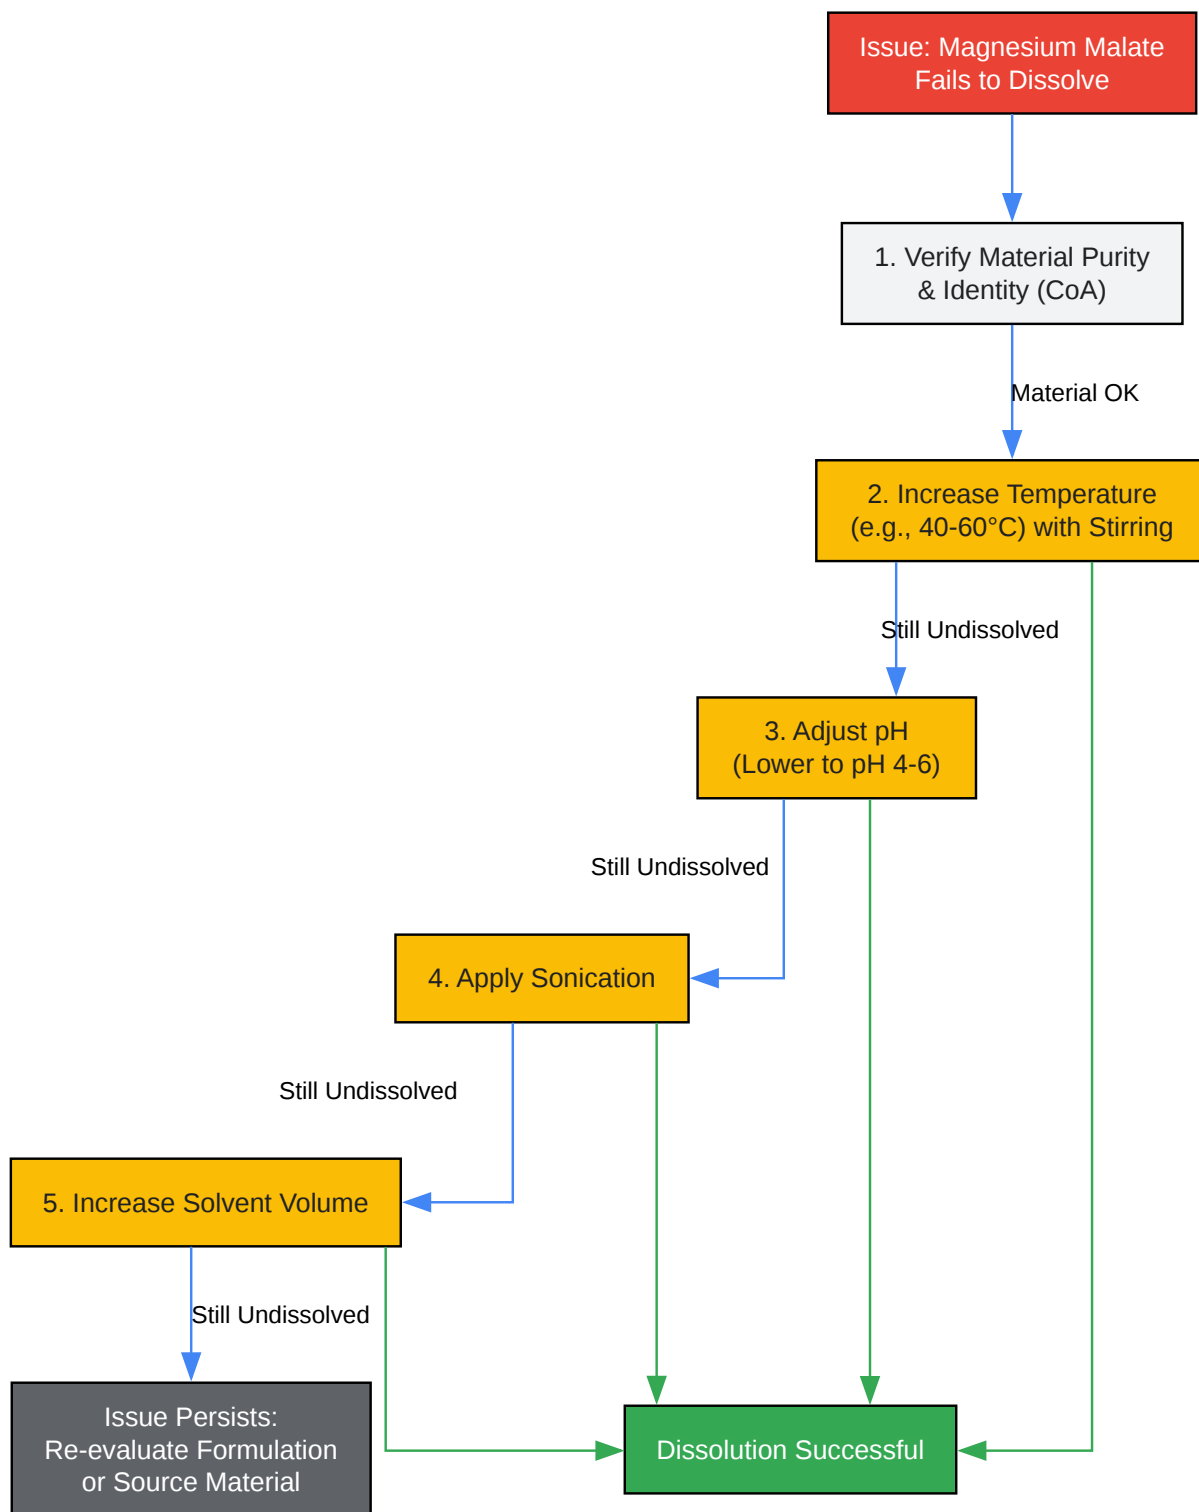 Issue: Magnesium Malate
Fails to Dissolve
1. Verify Material Purity
& Identity (CoA)
Material OK
2. Increase Temperature
(e.g., 40-60°C) with Stirring
Still Undissolved
3. Adjust pH
(Lower to pH 4-6)
Still Undissolved
4. Apply Sonication
Still Undissolved
5. Increase Solvent Volume
Still Undissolved
Issue Persists:
Re-evaluate Formulation
or Source Material
Dissolution Successful